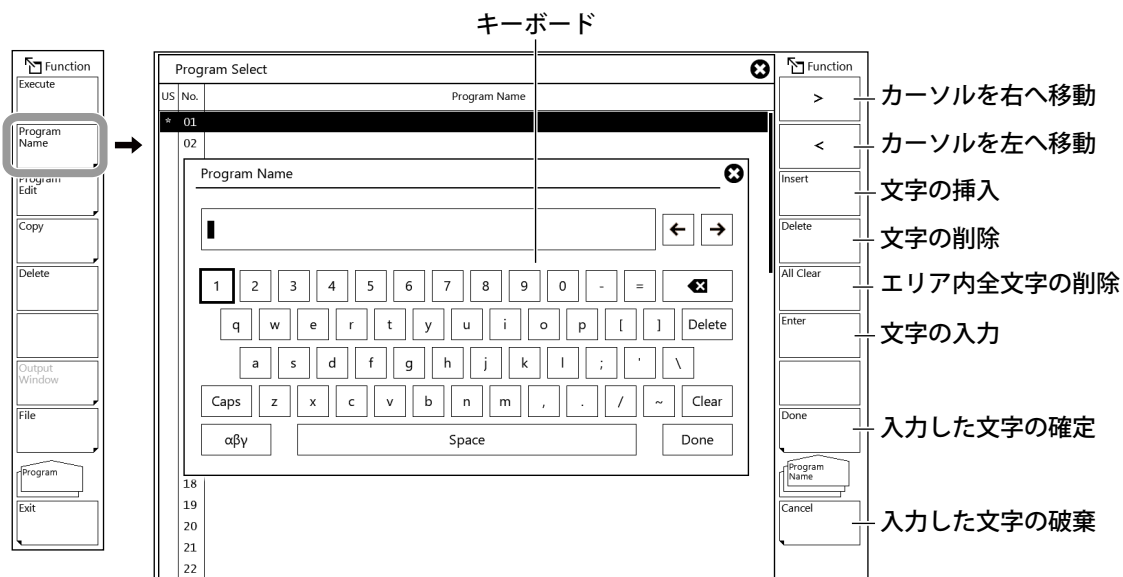 キーボード
Function
Execute
Program
Name
Program
Edit
Copy
Delete
Output
Window
File
Program
Exit
Program Select
US No. Program Name
* 01
02
Program Name
← →
1 2 3 4 5 6 7 8 9 0 - =
q w e r t y u i o p [ ] Delete
a s d f g h j k l ; ' \
Caps z x c v b n m , . / ~ Clear
αβγ Space Done
18
19
20
21
22
Function
> カーソルを右へ移動
< カーソルを左へ移動
Insert 文字の挿入
Delete 文字の削除
All Clear エリア内全文字の削除
Enter 文字の入力
Done 入力した文字の確定
Program
Name
Cancel 入力した文字の破棄